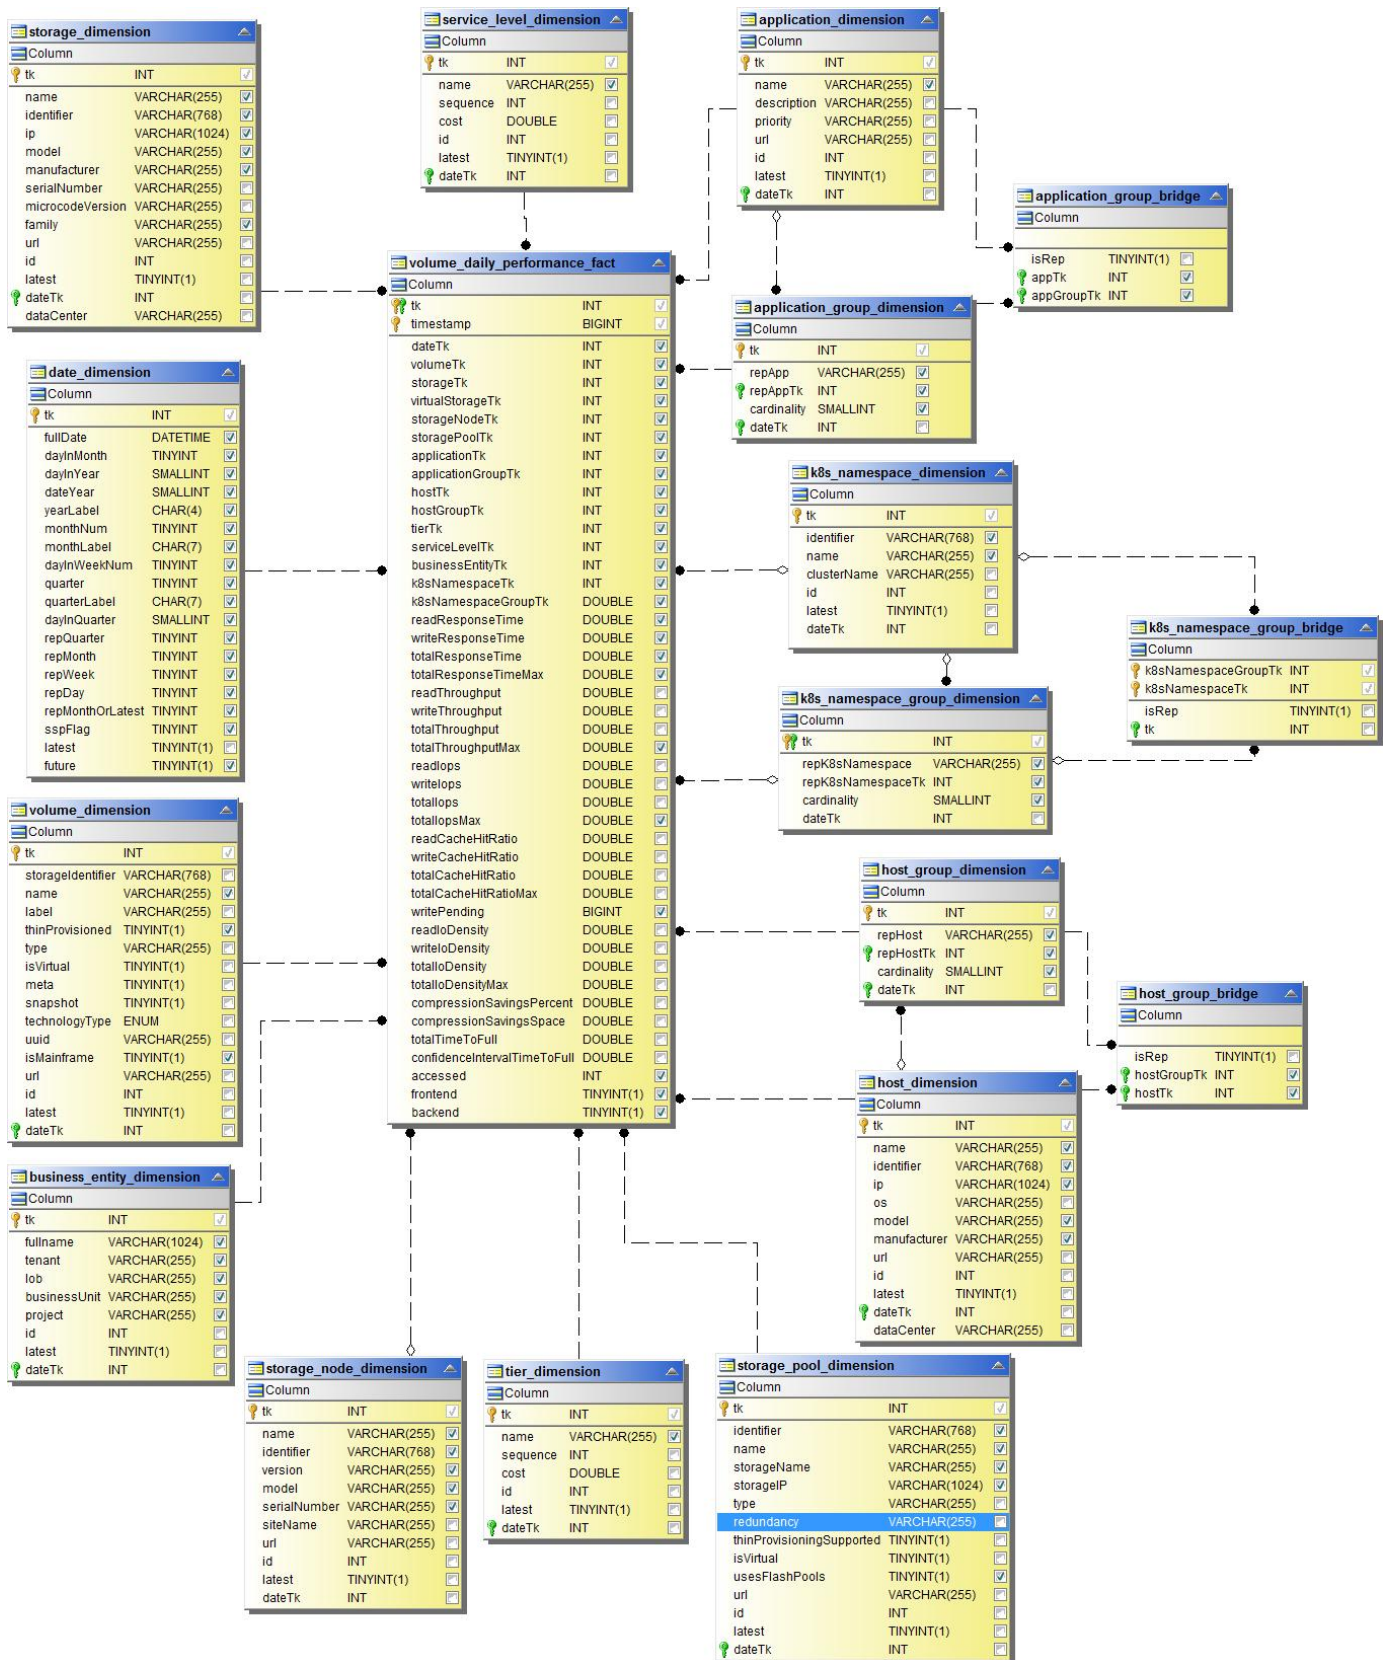 storage_dimension
Column
tk INT
name VARCHAR(255)
identifier VARCHAR(768)
ip VARCHAR(1024)
model VARCHAR(255)
manufacturer VARCHAR(255)
serialNumber VARCHAR(255)
microcodeVersion VARCHAR(255)
family VARCHAR(255)
url VARCHAR(255)
id INT
latest TINYINT(1)
dateTk INT
dataCenter VARCHAR(255)
service_level_dimension
Column
tk INT
name VARCHAR(255)
sequence INT
cost DOUBLE
id INT
latest TINYINT(1)
dateTk INT
application_dimension
Column
tk INT
name VARCHAR(255)
description VARCHAR(255)
priority VARCHAR(255)
url VARCHAR(255)
id INT
latest TINYINT(1)
dateTk INT
application_group_bridge
Column
isRep TINYINT(1)
appTk INT
appGroupTk INT
volume_daily_performance_fact
Column
tk INT
timestamp BIGINT
dateTk INT
volumeTk INT
storageTk INT
virtualStorageTk INT
storageNodeTk INT
storagePoolTk INT
applicationTk INT
applicationGroupTk INT
hostTk INT
hostGroupTk INT
tierTk INT
serviceLevelTk INT
businessEntityTk INT
k8sNamespaceTk INT
k8sNamespaceGroupTk DOUBLE
readResponseTime DOUBLE
writeResponseTime DOUBLE
totalResponseTime DOUBLE
totalResponseTimeMax DOUBLE
readThroughput DOUBLE
writeThroughput DOUBLE
totalThroughput DOUBLE
totalThroughputMax DOUBLE
readIops DOUBLE
writeIops DOUBLE
totalIops DOUBLE
totalIopsMax DOUBLE
readCacheHitRatio DOUBLE
writeCacheHitRatio DOUBLE
totalCacheHitRatio DOUBLE
totalCacheHitRatioMax DOUBLE
writePending BIGINT
readIoDensity DOUBLE
writeIoDensity DOUBLE
totalIoDensity DOUBLE
totalIoDensityMax DOUBLE
compressionSavingsPercent DOUBLE
compressionSavingsSpace DOUBLE
totalTimeToFull DOUBLE
confidenceIntervalTimeToFull DOUBLE
accessed INT
frontend TINYINT(1)
backend TINYINT(1)
application_group_dimension
Column
tk INT
repApp VARCHAR(255)
repAppTk INT
cardinality SMALLINT
dateTk INT
date_dimension
Column
tk INT
fullDate DATETIME
dayInMonth TINYINT
dayInYear SMALLINT
dateYear SMALLINT
yearLabel CHAR(4)
monthNum TINYINT
monthLabel CHAR(7)
dayInWeekNum TINYINT
quarter TINYINT
quarterLabel CHAR(7)
dayInQuarter SMALLINT
repQuarter TINYINT
repMonth TINYINT
repWeek TINYINT
repDay TINYINT
repMonthOrLatest TINYINT
sspFlag TINYINT
latest TINYINT(1)
future TINYINT(1)
k8s_namespace_dimension
Column
tk INT
identifier VARCHAR(768)
name VARCHAR(255)
clusterName VARCHAR(255)
id INT
latest TINYINT(1)
dateTk INT
k8s_namespace_group_bridge
Column
k8sNamespaceGroupTk INT
k8sNamespaceTk INT
isRep TINYINT(1)
tk INT
k8s_namespace_group_dimension
Column
tk INT
repK8sNamespace VARCHAR(255)
repK8sNamespaceTk INT
cardinality SMALLINT
dateTk INT
volume_dimension
Column
tk INT
storageIdentifier VARCHAR(768)
name VARCHAR(255)
label VARCHAR(255)
thinProvisioned TINYINT(1)
type VARCHAR(255)
isVirtual TINYINT(1)
meta TINYINT(1)
snapshot TINYINT(1)
technologyType ENUM
uuid VARCHAR(255)
isMainframe TINYINT(1)
url VARCHAR(255)
id INT
latest TINYINT(1)
dateTk INT
host_group_dimension
Column
tk INT
repHost VARCHAR(255)
repHostTk INT
cardinality SMALLINT
dateTk INT
host_group_bridge
Column
isRep TINYINT(1)
hostGroupTk INT
hostTk INT
host_dimension
Column
tk INT
name VARCHAR(255)
identifier VARCHAR(768)
ip VARCHAR(1024)
os VARCHAR(255)
model VARCHAR(255)
manufacturer VARCHAR(255)
url VARCHAR(255)
id INT
latest TINYINT(1)
dateTk INT
dataCenter VARCHAR(255)
business_entity_dimension
Column
tk INT
fullname VARCHAR(1024)
tenant VARCHAR(255)
lob VARCHAR(255)
businessUnit VARCHAR(255)
project VARCHAR(255)
id INT
latest TINYINT(1)
dateTk INT
storage_node_dimension
Column
tk INT
name VARCHAR(255)
identifier VARCHAR(768)
version VARCHAR(255)
model VARCHAR(255)
serialNumber VARCHAR(255)
siteName VARCHAR(255)
url VARCHAR(255)
id INT
latest TINYINT(1)
dateTk INT
tier_dimension
Column
tk INT
name VARCHAR(255)
sequence INT
cost DOUBLE
id INT
latest TINYINT(1)
dateTk INT
storage_pool_dimension
Column
tk INT
identifier VARCHAR(768)
name VARCHAR(255)
storageName VARCHAR(255)
storageIP VARCHAR(1024)
type VARCHAR(255)
redundancy VARCHAR(255)
thinProvisioningSupported TINYINT(1)
isVirtual TINYINT(1)
usesFlashPools TINYINT(1)
url VARCHAR(255)
id INT
latest TINYINT(1)
dateTk INT